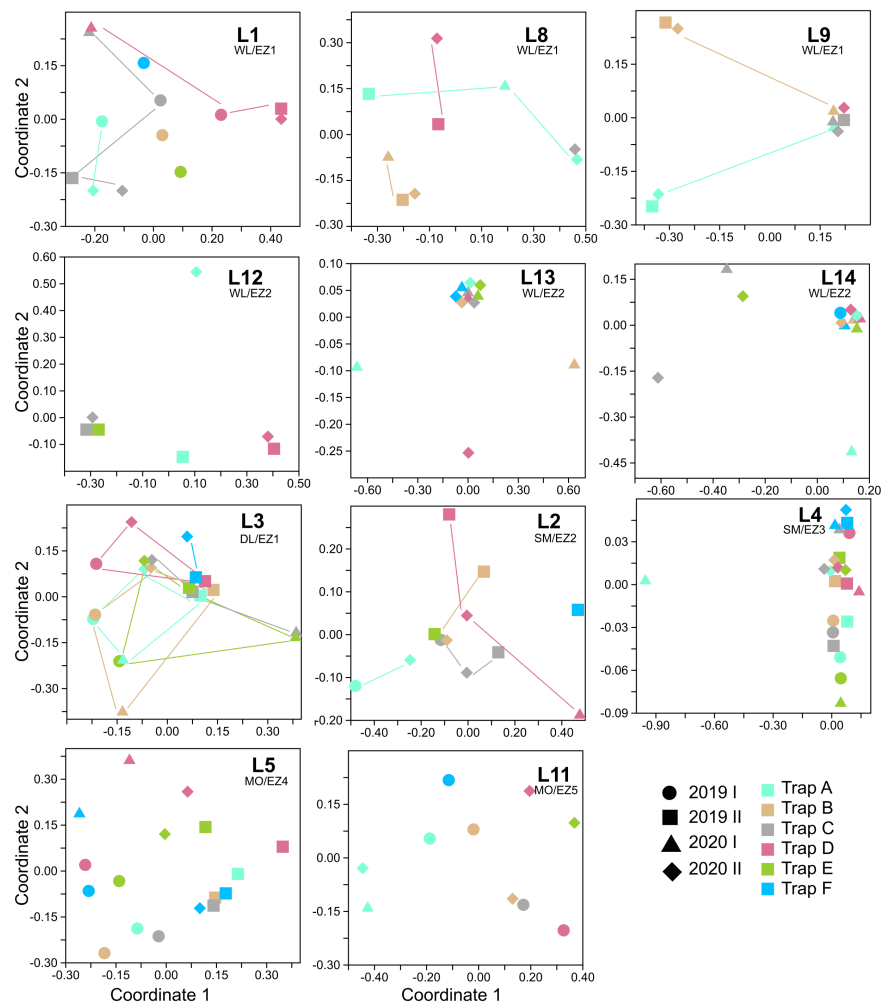 L1
WL/EZ1
0.15
0.00
-0.15
-0.30
-0.20
0.00
0.20
0.40
Coordinate 2
L8
WL/EZ1
0.30
0.15
0.00
-0.15
-0.30
-0.30
-0.10
0.10
0.30
0.50
L9
WL/EZ1
0.20
0.10
0.00
-0.10
-0.20
-0.30
-0.30
-0.10
0.00
0.15
L12
WL/EZ2
0.60
0.50
0.40
0.30
0.20
0.10
0.00
-0.10
-0.30
-0.10
0.10
0.30
0.50
Coordinate 2
L13
WL/EZ2
0.10
0.05
0.00
-0.05
-0.10
-0.15
-0.20
-0.25
-0.60
-0.30
0.00
0.30
0.60
L14
WL/EZ2
0.15
0.00
-0.15
-0.30
-0.45
-0.60
-0.40
-0.20
0.00
0.20
L3
DL/EZ1
0.30
0.15
0.00
-0.15
-0.30
-0.15
0.00
0.15
0.30
Coordinate 2
L2
SM/EZ2
0.20
0.10
0.00
-0.10
-0.20
-0.40
-0.20
0.00
0.20
0.40
L4
SM/EZ3
0.03
0.00
-0.03
-0.06
-0.09
-0.90
-0.60
-0.30
0.00
0.30
L5
MO/EZ4
0.30
0.15
0.00
-0.15
-0.30
-0.30
-0.15
0.00
0.15
0.30
Coordinate 2
Coordinate 1
L11
MO/EZ5
0.30
0.15
0.00
-0.15
-0.30
-0.40
-0.20
0.00
0.20
0.40
Coordinate 1
2019 I
2019 II
2020 I
2020 II
Trap A
Trap B
Trap C
Trap D
Trap E
Trap F